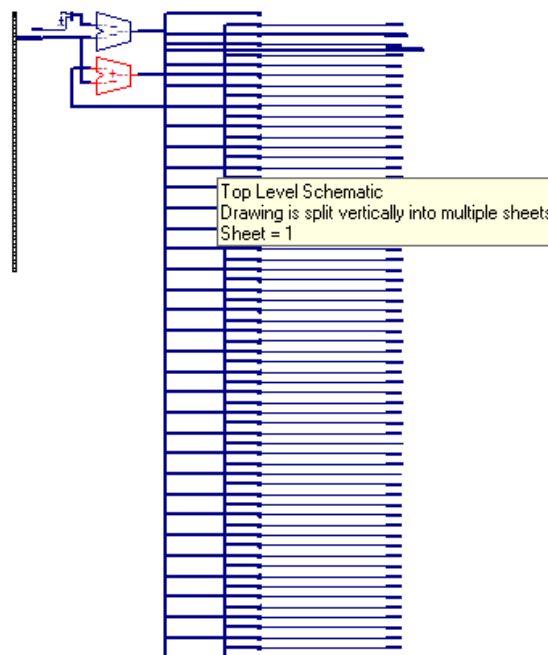 Top Level Schematic
Drawing is split vertically into multiple sheets
Sheet = 1